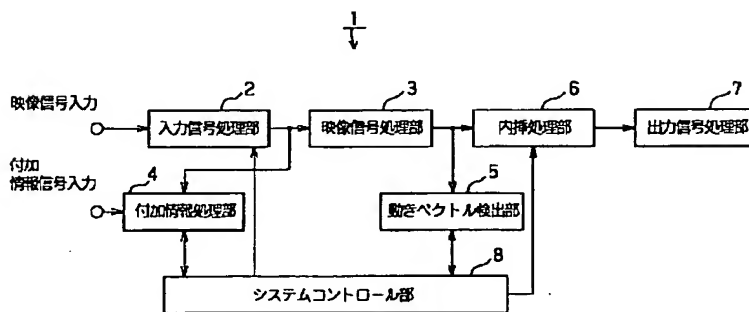 1
2
3
6
7
映像信号入力
入力信号処理部
映像信号処理部
内挿処理部
出力信号処理部
付加
情報信号入力
4
5
付加情報処理部
動きベクトル検出部
8
システムコントロール部